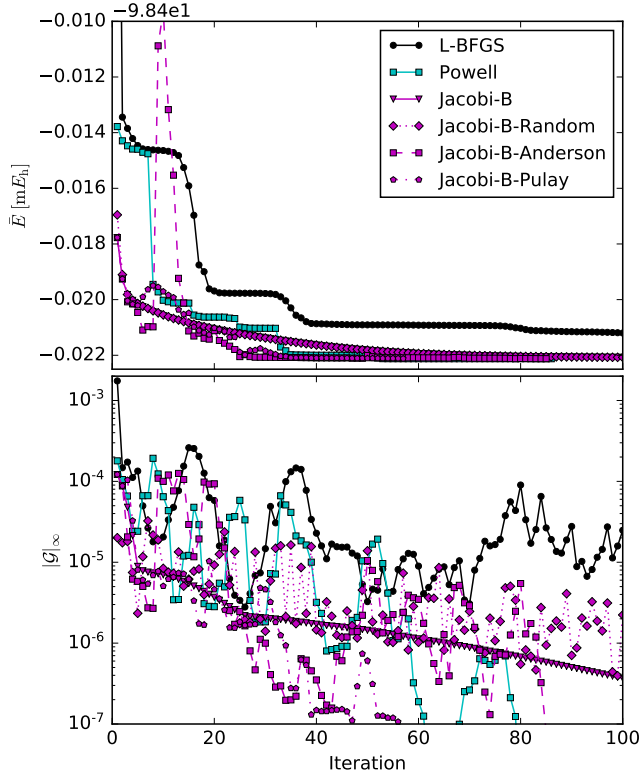 −9.84e1
−0.010
−0.012
−0.014
−0.016
−0.018
−0.020
−0.022
Ē [mE_h]
L-BFGS
Powell
Jacobi-B
Jacobi-B-Random
Jacobi-B-Anderson
Jacobi-B-Pulay
10⁻³
10⁻⁴
10⁻⁵
10⁻⁶
10⁻⁷
|𝒢|∞
0 20 40 60 80 100
Iteration